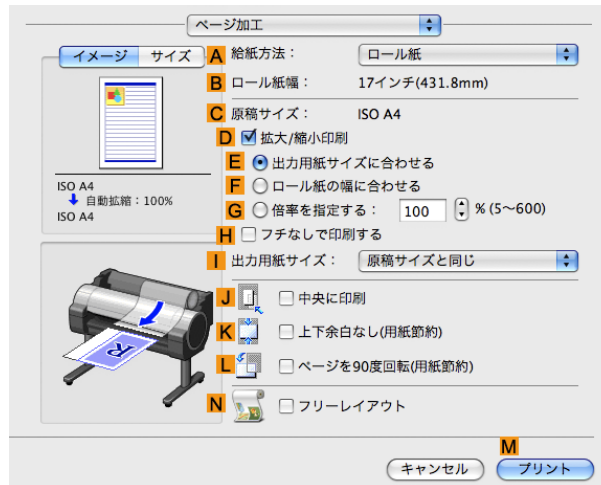 ページ加工
イメージ サイズ
A 給紙方法： ロール紙
B ロール紙幅： 17インチ(431.8mm)
C 原稿サイズ： ISO A4
D 拡大/縮小印刷
E 出力用紙サイズに合わせる
F ロール紙の幅に合わせる
G 倍率を指定する： 100 % (5～600)
H フチなしで印刷する
ISO A4
自動拡縮：100%
ISO A4
I 出力用紙サイズ： 原稿サイズと同じ
J 中央に印刷
K 上下余白なし(用紙節約)
L ページを90度回転(用紙節約)
R
N フリーレイアウト
M
キャンセル プリント